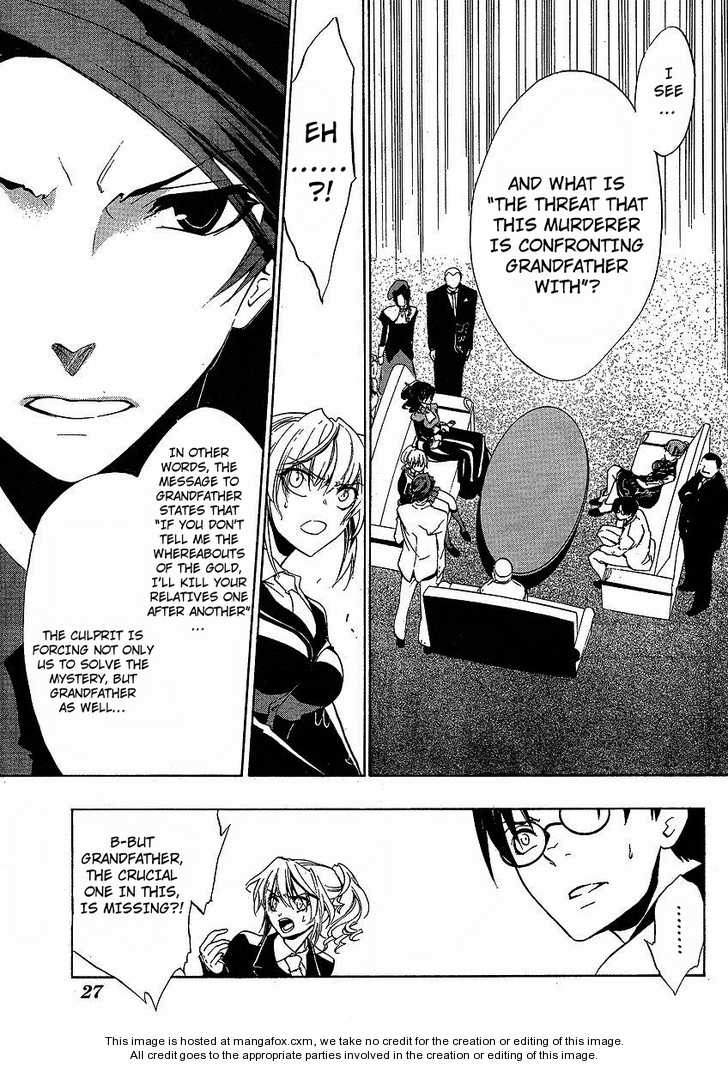 I
SEE
...
AND WHAT IS
"THE THREAT THAT
THIS MURDERER
IS CONFRONTING
GRANDFATHER
WITH"?
EH
......
?!
IN OTHER
WORDS, THE
MESSAGE TO
GRANDFATHER
STATES THAT
"IF YOU DON'T
TELL ME THE
WHEREABOUTS
OF THE GOLD,
I'LL KILL YOUR
RELATIVES ONE
AFTER ANOTHER"
...
THE CULPRIT IS
FORCING NOT ONLY
US TO SOLVE THE
MYSTERY, BUT
GRANDFATHER
AS WELL...
........
B-BUT
GRANDFATHER,
THE CRUCIAL
ONE IN THIS,
IS MISSING?!
27
This image is hosted at mangafox.cxm, we take no credit for the creation or editing of this image.
All credit goes to the appropriate parties involved in the creation or editing of this image.